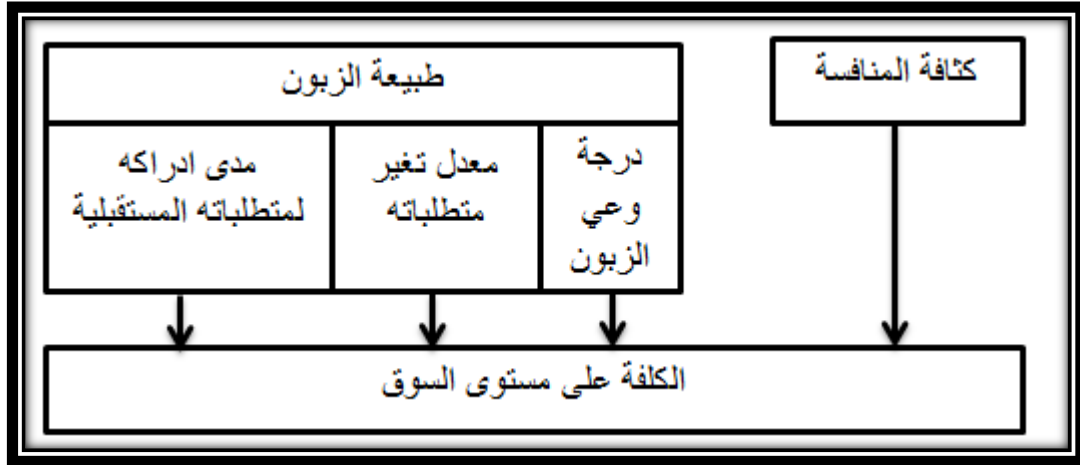 كثافة المنافسة
طبيعة الزبون
درجة
وعي
الزبون
معدل تغير
متطلباته
مدى ادراكه
لمتطلباته المستقبلية
الكلفة على مستوى السوق